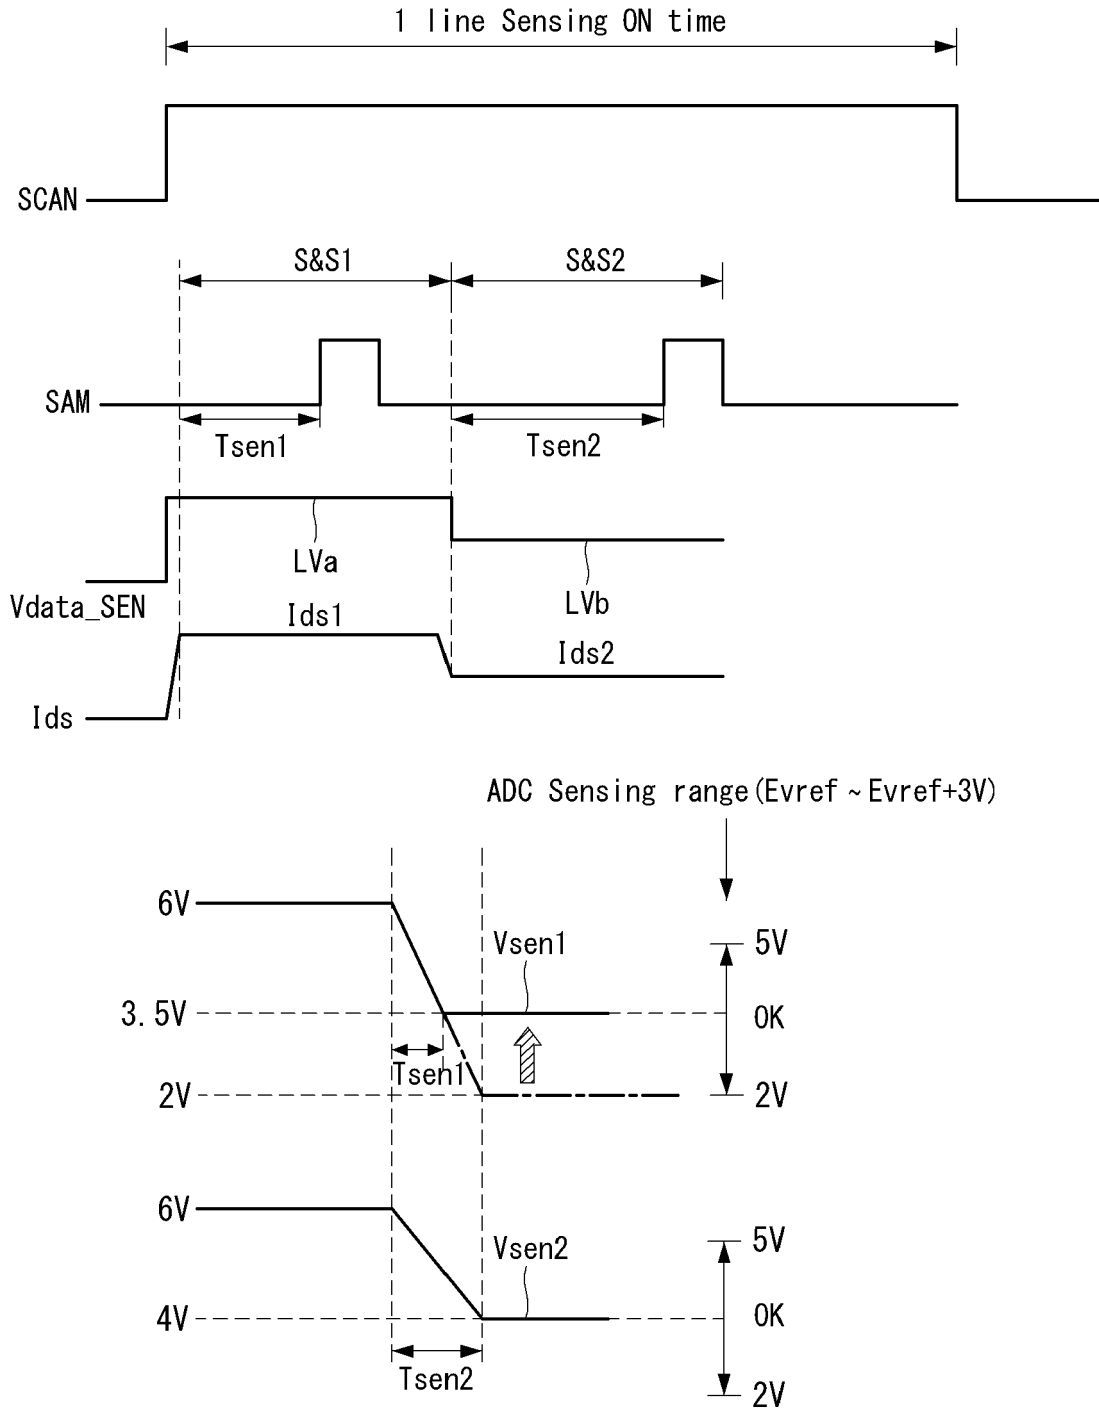 1 line Sensing ON time
SCAN
S&S1
S&S2
SAM
Tsen1
Tsen2
LVa
Vdata_SEN
LVb
Ids1
Ids2
Ids
ADC Sensing range(Evref ~ Evref+3V)
6V
Vsen1
5V
3.5V
OK
Tsen1
2V
2V
6V
Vsen2
5V
4V
OK
Tsen2
2V